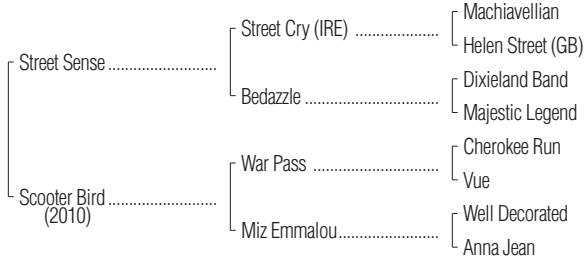 Machiavellian
Street Cry (IRE) ....................
Helen Street (GB)
Street Sense ..........................
Dixieland Band
Bedazzle ................................
Majestic Legend
Cherokee Run
War Pass ..............................
Vue
Scooter Bird ..........................
(2010)
Well Decorated
Miz Emmalou........................
Anna Jean